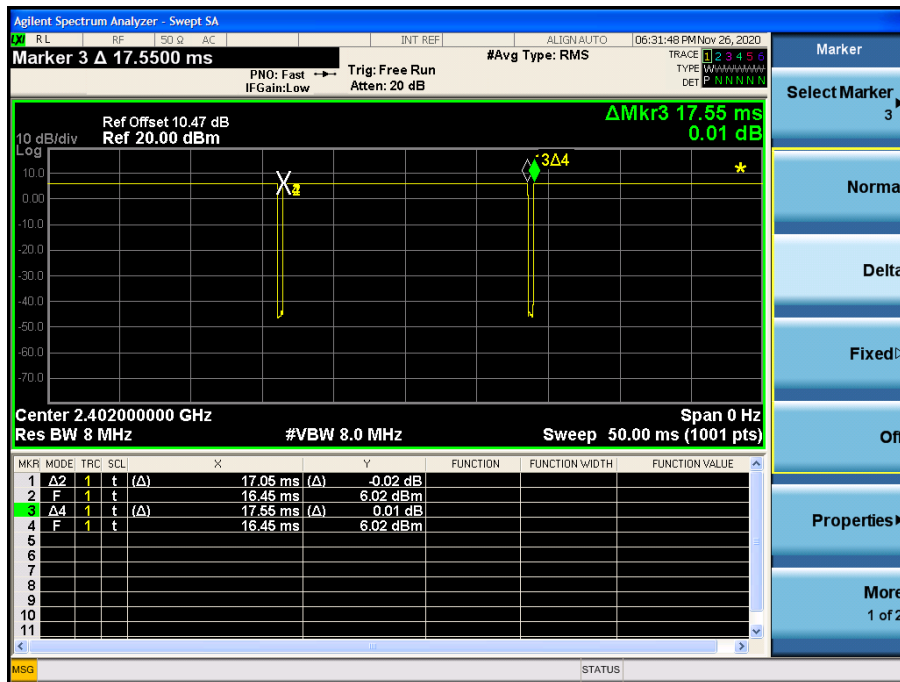 Agilent Spectrum Analyzer - Swept SA
LXI RL RF 50 Ω AC INT REF ALIGNAUTO 06:31:48 PM Nov 26, 2020
Marker 3 Δ 17.5500 ms
PNO: Fast
IFGain:Low
Trig: Free Run
Atten: 20 dB
#Avg Type: RMS
TRACE 1 2 3 4 5 6
TYPE WWWWWW
DET P N N N N N
Marker
Select Marker
3
Norma
Delta
Fixed
Of
Properties
More
1 of 2
ΔMkr3 17.55 ms
0.01 dB
Ref Offset 10.47 dB
Ref 20.00 dBm
10 dB/div
Log
3Δ4
10.0
0.00
-10.0
-20.0
-30.0
-40.0
-50.0
-60.0
-70.0
Center 2.402000000 GHz Span 0 Hz
Res BW 8 MHz #VBW 8.0 MHz Sweep 50.00 ms (1001 pts)
MKR MODE TRC SCL X Y FUNCTION FUNCTION WIDTH FUNCTION VALUE
1 Δ2 1 t (Δ) 17.05 ms (Δ) -0.02 dB
2 F 1 t 16.45 ms 6.02 dBm
3 Δ4 1 t (Δ) 17.55 ms (Δ) 0.01 dB
4 F 1 t 16.45 ms 6.02 dBm
5
6
7
8
9
10
11
MSG STATUS